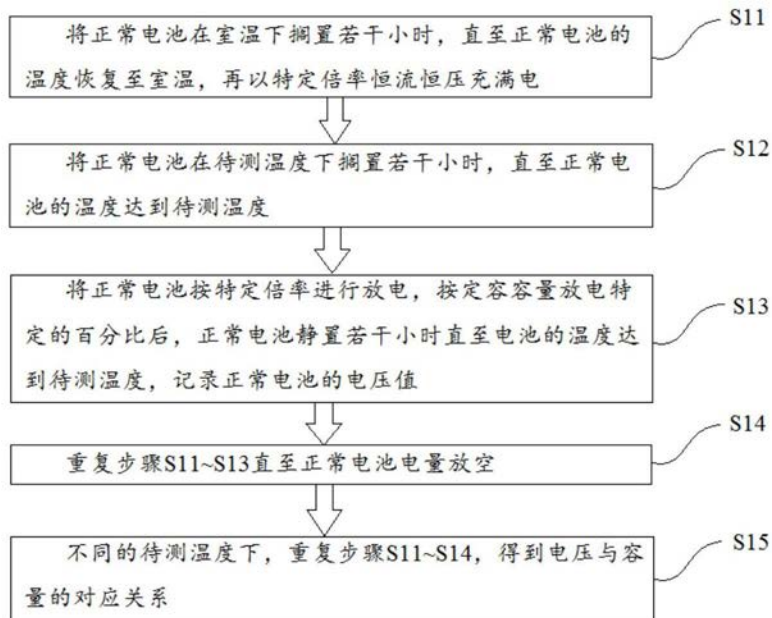 将正常电池在室温下搁置若干小时，直至正常电池的
温度恢复至室温，再以特定倍率恒流恒压充满电
S11
将正常电池在待测温度下搁置若干小时，直至正常电
池的温度达到待测温度
S12
将正常电池按特定倍率进行放电，按定容容量放电特
定的百分比后，正常电池静置若干小时直至电池的温度达
到待测温度，记录正常电池的电压值
S13
重复步骤S11~S13直至正常电池电量放空
S14
不同的待测温度下，重复步骤S11~S14，得到电压与容
量的对应关系
S15